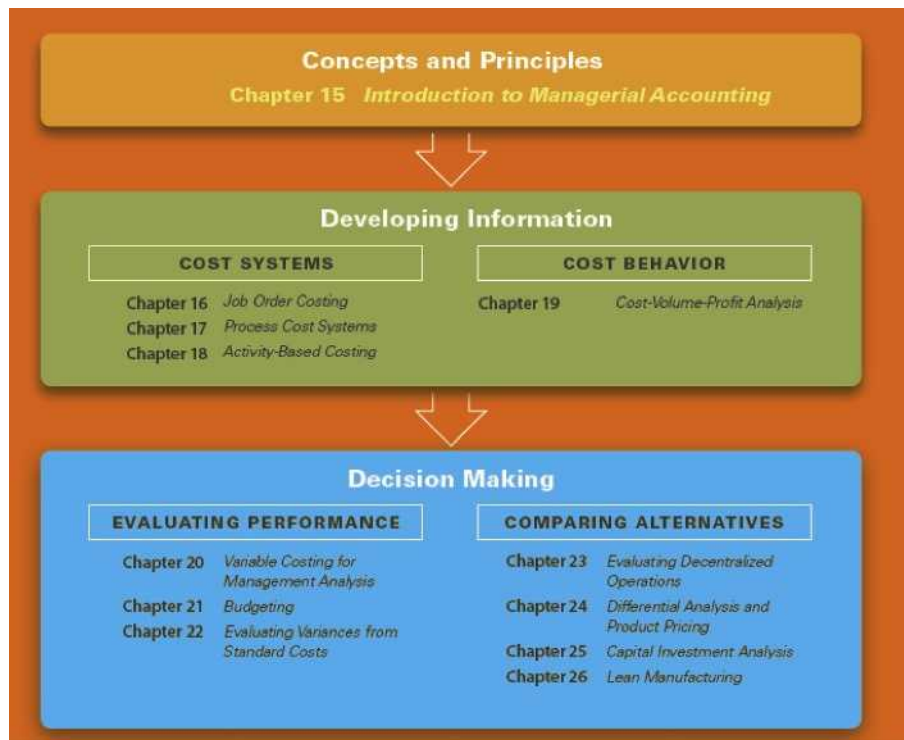 Concepts and Principles
Chapter 15 Introduction to Managerial Accounting
Developing Information
COST SYSTEMS
Chapter 16 Job Order Costing
Chapter 17 Process Cost Systems
Chapter 18 Activity-Based Costing
COST BEHAVIOR
Chapter 19 Cost-Volume-Profit Analysis
Decision Making
EVALUATING PERFORMANCE
Chapter 20 Variable Costing for
Management Analysis
Chapter 21 Budgeting
Chapter 22 Evaluating Variances from
Standard Costs
COMPARING ALTERNATIVES
Chapter 23 Evaluating Decentralized
Operations
Chapter 24 Differential Analysis and
Product Pricing
Chapter 25 Capital Investment Analysis
Chapter 26 Lean Manufacturing